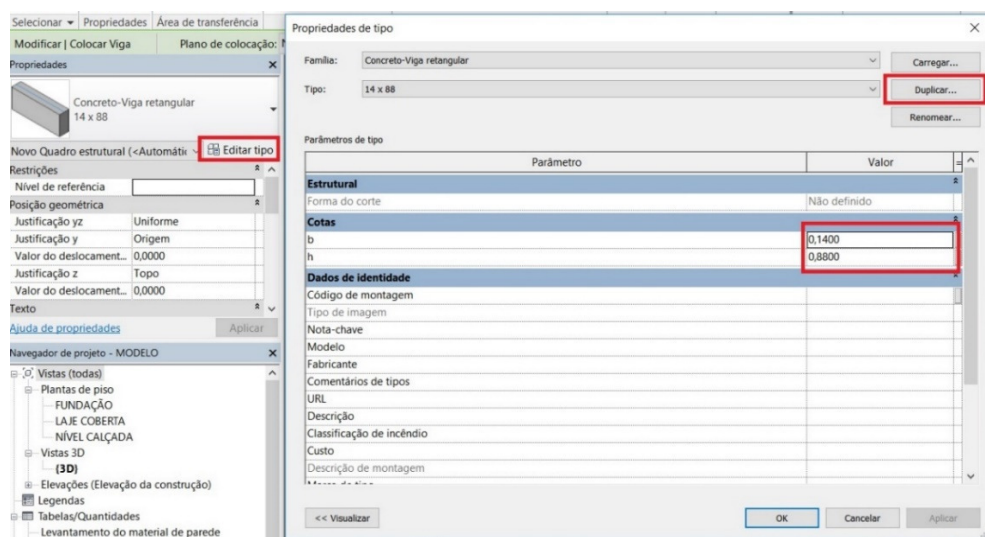 Selecionar Propriedades Área de transferência
Modificar | Colocar Viga Plano de colocação:
Propriedades
Concreto-Viga retangular
14 x 88
Novo Quadro estrutural (<Automátic Editar tipo
Restrições
Nível de referência
Posição geométrica
Justificação yz Uniforme
Justificação y Origem
Valor do deslocament... 0,0000
Justificação z Topo
Valor do deslocament... 0,0000
Texto
Ajuda de propriedades Aplicar
Navegador de projeto - MODELO
Vistas (todas)
Plantas de piso
FUNDAÇÃO
LAJE COBERTA
NÍVEL CALÇADA
Vistas 3D
(3D)
Elevações (Elevação da construção)
Legendas
Tabelas/Quantidades
Levantamento do material de parede
Propriedades de tipo
Família: Concreto-Viga retangular Carregar...
Tipo: 14 x 88 Duplicar...
Renomear...
Parâmetros de tipo
Parâmetro Valor =
Estrutural
Forma do corte Não definido
Cotas
b 0,1400
h 0,8800
Dados de identidade
Código de montagem
Tipo de imagem
Nota-chave
Modelo
Fabricante
Comentários de tipos
URL
Descrição
Classificação de incêndio
Custo
Descrição de montagem
<< Visualizar OK Cancelar Aplicar